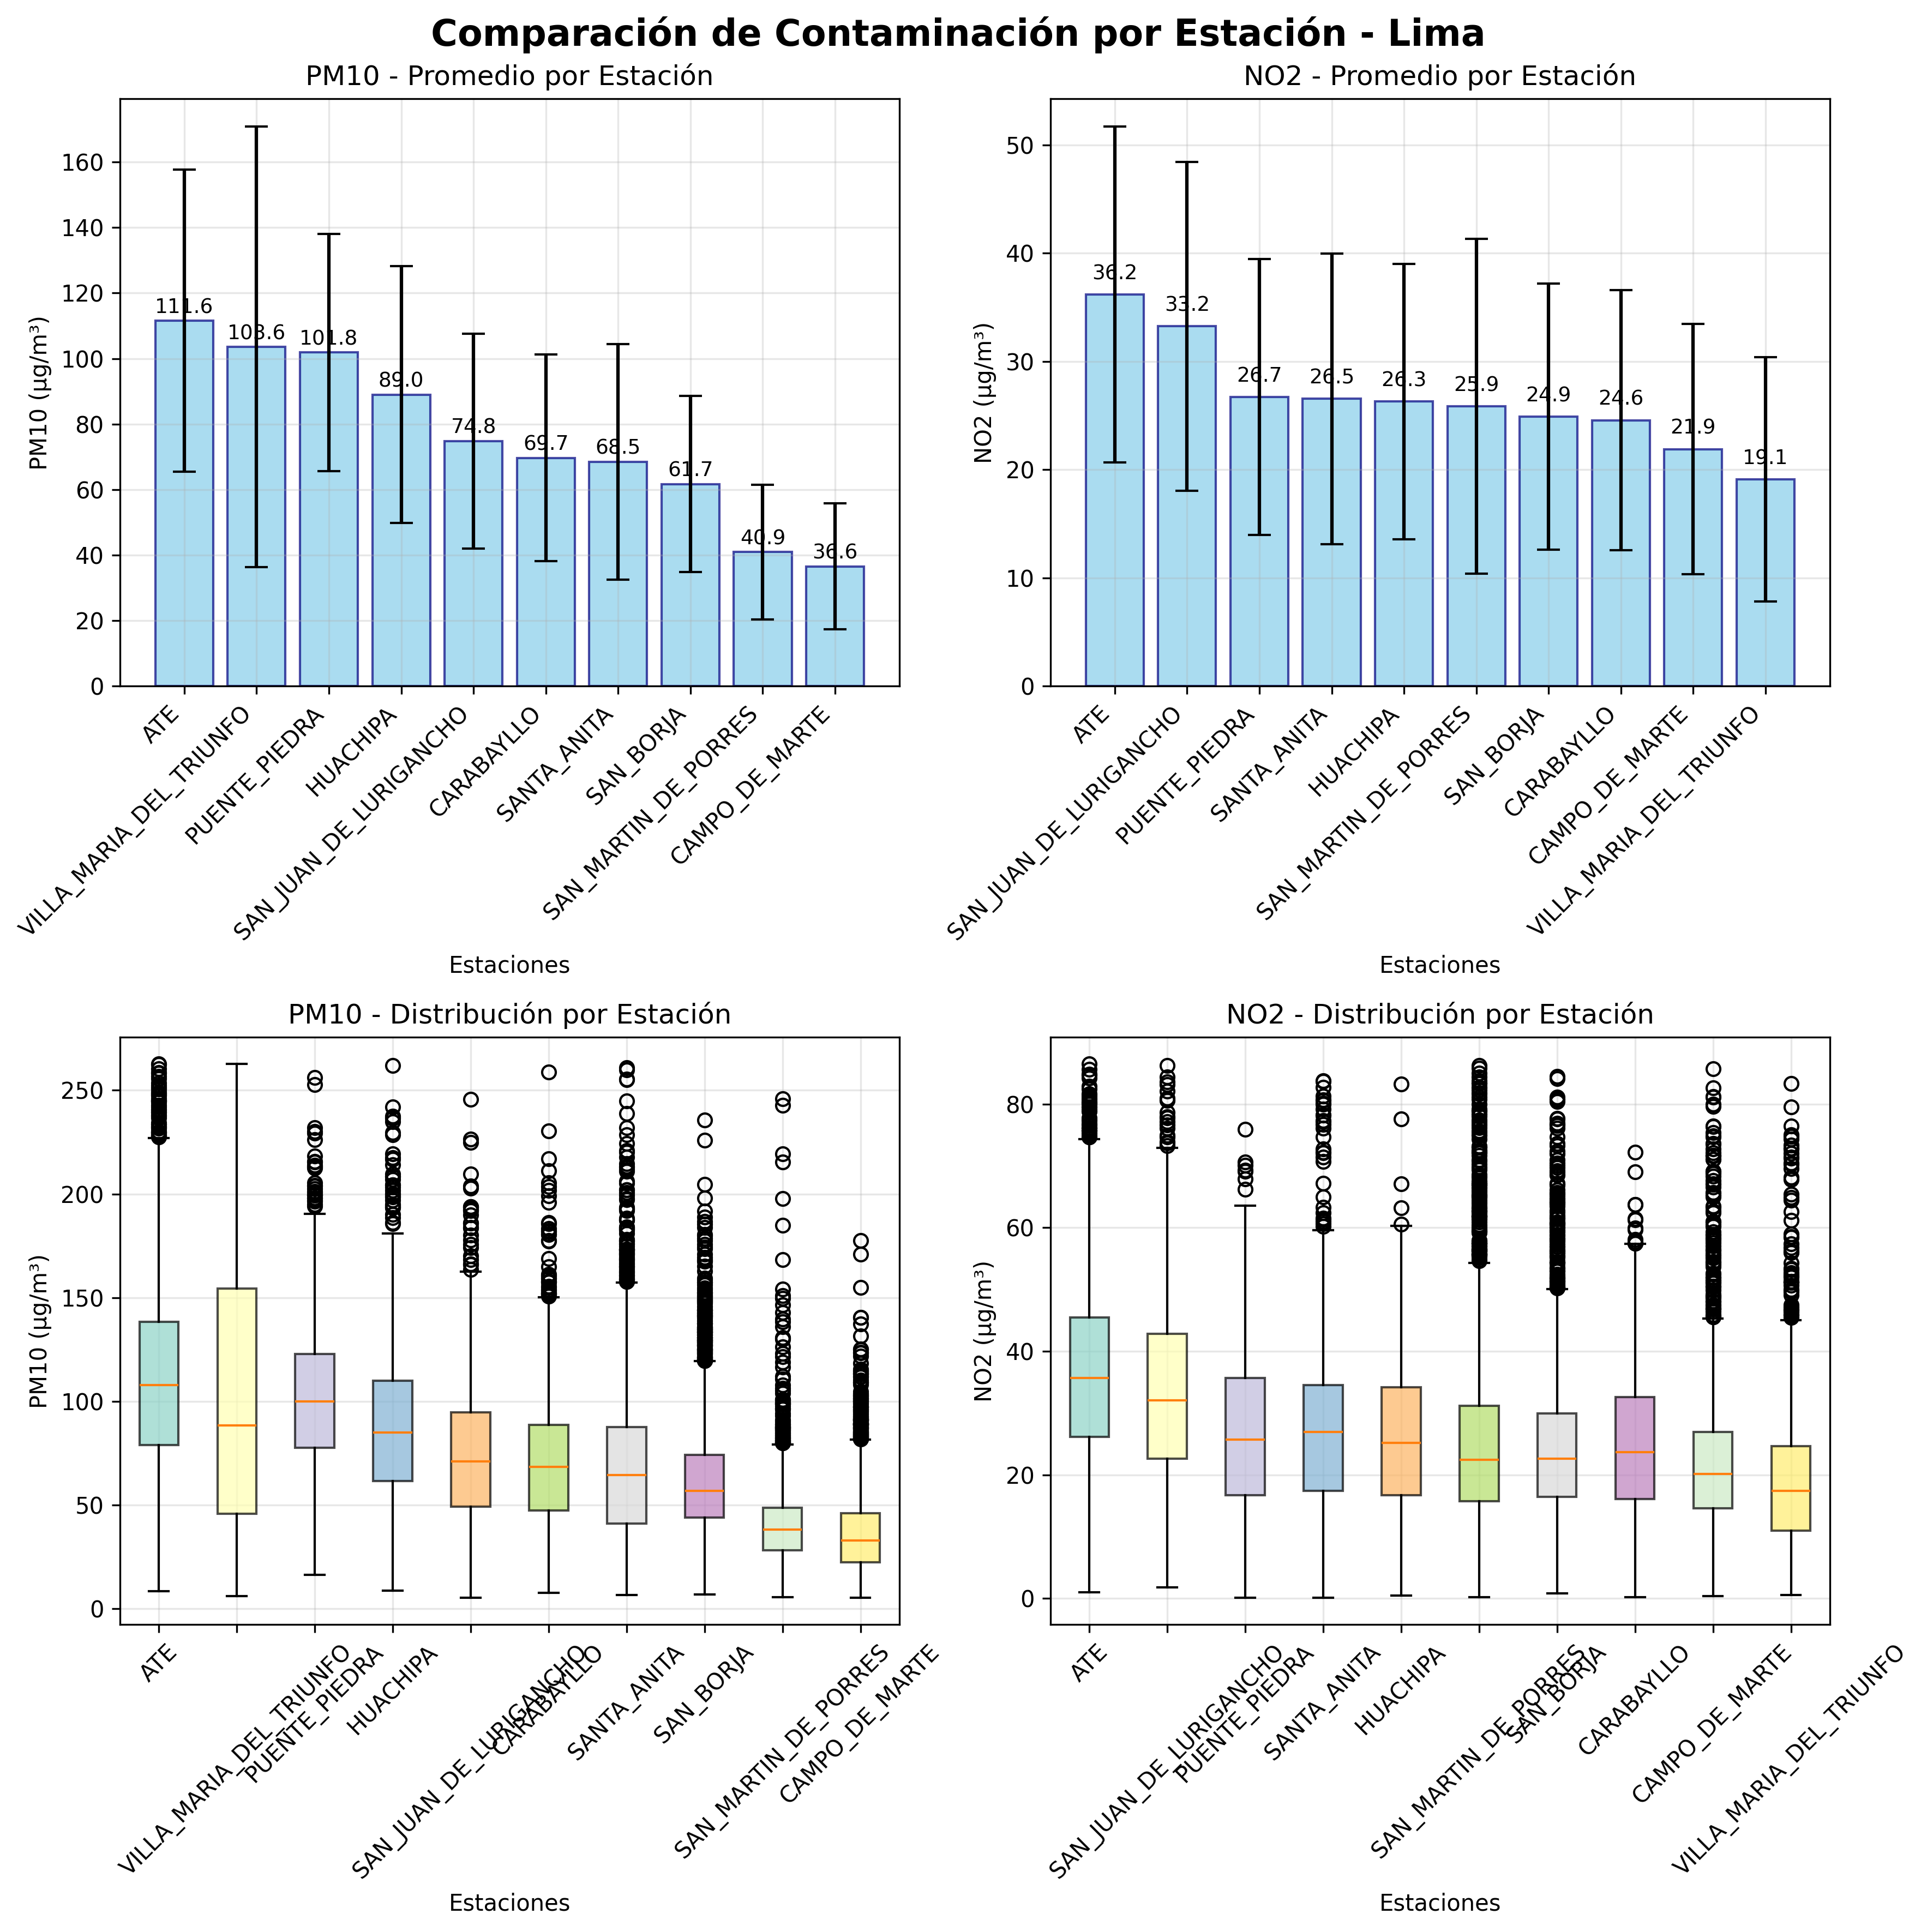 Comparación de Contaminación por Estación - Lima
PM10 - Promedio por Estación
PM10 (µg/m³)
160
140
120
100
80
60
40
20
0
111.6
103.6
101.8
89.0
74.8
69.7
68.5
61.7
40.9
36.6
ATE
VILLA_MARIA_DEL_TRIUNFO
PUENTE_PIEDRA
HUACHIPA
SAN_JUAN_DE_LURIGANCHO
CARABAYLLO
SANTA_ANITA
SAN_BORJA
SAN_MARTIN_DE_PORRES
CAMPO_DE_MARTE
Estaciones
NO2 - Promedio por Estación
NO2 (µg/m³)
50
40
30
20
10
0
36.2
33.2
26.7
26.5
26.3
25.9
24.9
24.6
21.9
19.1
ATE
SAN_JUAN_DE_LURIGANCHO
PUENTE_PIEDRA
SANTA_ANITA
HUACHIPA
SAN_MARTIN_DE_PORRES
SAN_BORJA
CARABAYLLO
CAMPO_DE_MARTE
VILLA_MARIA_DEL_TRIUNFO
Estaciones
PM10 - Distribución por Estación
PM10 (µg/m³)
250
200
150
100
50
0
ATE
VILLA_MARIA_DEL_TRIUNFO
PUENTE_PIEDRA
HUACHIPA
SAN_JUAN_DE_LURIGANCHO
CARABAYLLO
SANTA_ANITA
SAN_BORJA
SAN_MARTIN_DE_PORRES
CAMPO_DE_MARTE
Estaciones
NO2 - Distribución por Estación
NO2 (µg/m³)
80
60
40
20
0
ATE
SAN_JUAN_DE_LURIGANCHO
PUENTE_PIEDRA
SANTA_ANITA
HUACHIPA
SAN_MARTIN_DE_PORRES
SAN_BORJA
CARABAYLLO
CAMPO_DE_MARTE
VILLA_MARIA_DEL_TRIUNFO
Estaciones